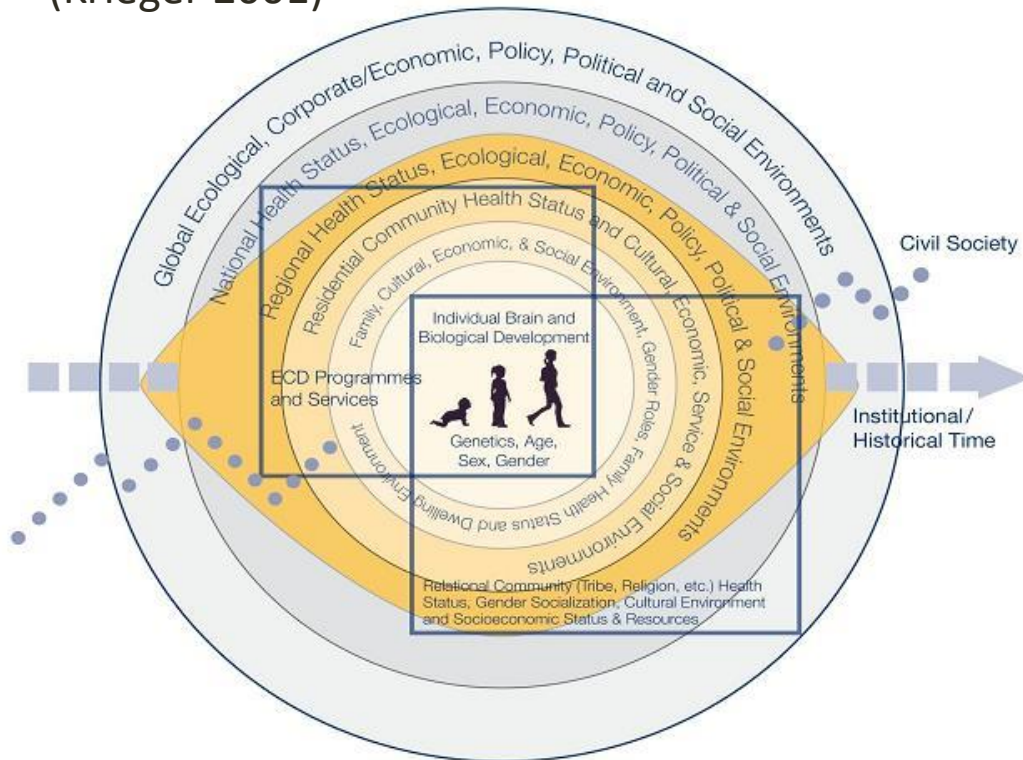 (Krieger 2001)
Global Ecological, Corporate/Economic, Policy, Political and Social Environments
National Health Status, Ecological, Economic, Policy, Political & Social Environments
Regional Health Status, Ecological, Economic, Policy, Political & Social Environments
Residential Community Health Status and Cultural, Economic, Service & Social Environments
Family, Cultural, Economic, & Social Environment, Gender Roles, Family Health Status and Dwelling Environment
Civil Society
Individual Brain and
Biological Development
ECD Programmes
and Services
Genetics, Age,
Sex, Gender
Institutional/
Historical Time
Relational Community (Tribe, Religion, etc.) Health
Status, Gender Socialization, Cultural Environment
and Socioeconomic Status & Resources